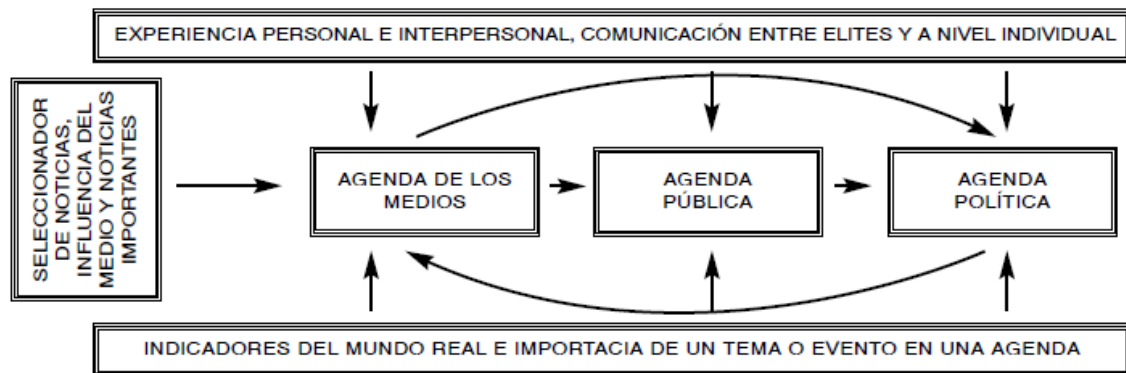 EXPERIENCIA PERSONAL E INTERPERSONAL, COMUNICACIÓN ENTRE ELITES Y A NIVEL INDIVIDUAL
SELECCIONADOR
DE NOTICIAS,
INFLUENCIA DEL
MEDIO Y NOTICIAS
IMPORTANTES
AGENDA DE LOS
MEDIOS
AGENDA
PÚBLICA
AGENDA
POLÍTICA
INDICADORES DEL MUNDO REAL E IMPORTACIA DE UN TEMA O EVENTO EN UNA AGENDA